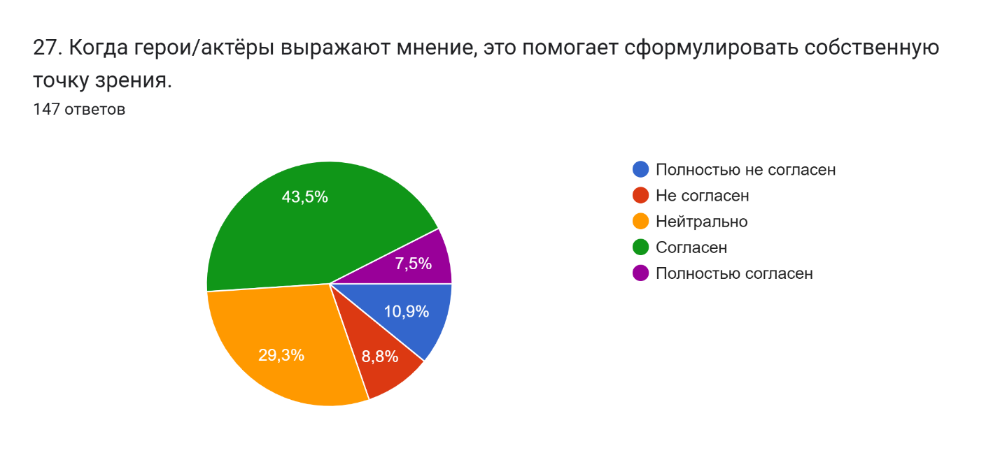 27. Когда герои/актёры выражают мнение, это помогает сформулировать собственную
точку зрения.
147 ответов
43,5%
7,5%
10,9%
8,8%
29,3%
Полностью не согласен
Не согласен
Нейтрально
Согласен
Полностью согласен